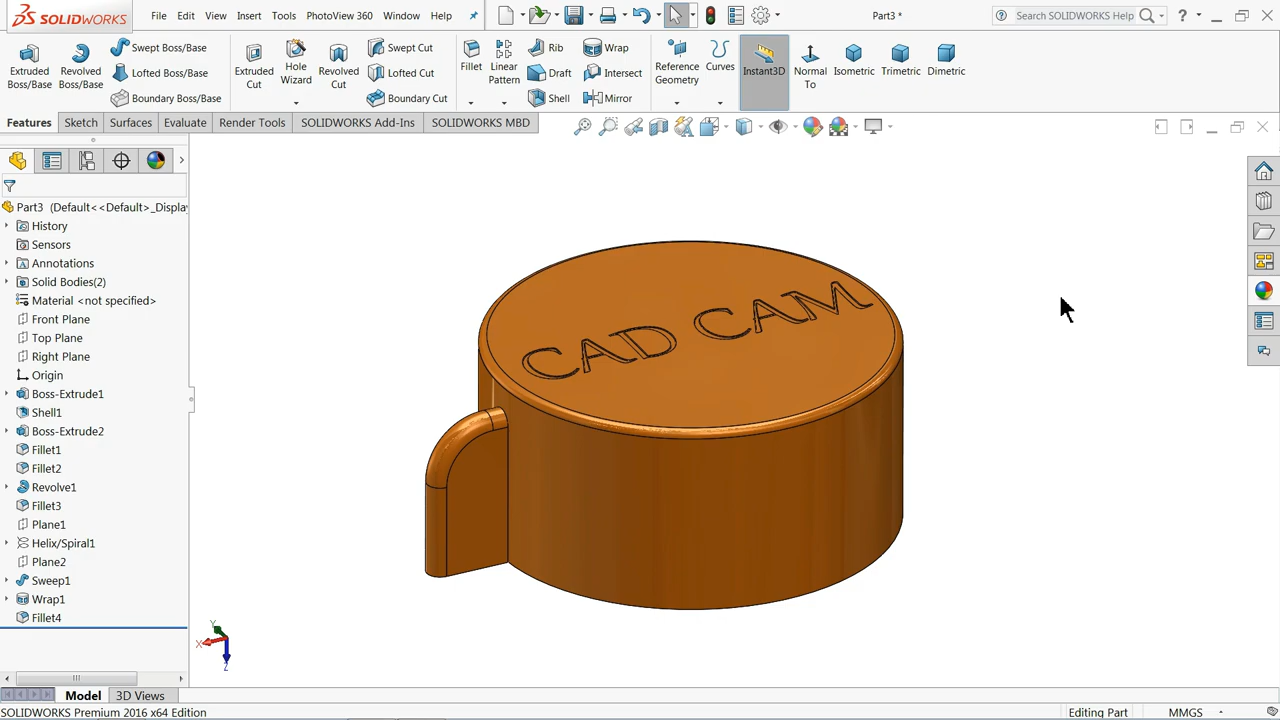 SOLIDWORKS File Edit View Insert Tools PhotoView 360 Window Help Part3 * Search SOLIDWORKS Help ?
Extruded Boss/Base
Revolved Boss/Base
Swept Boss/Base
Lofted Boss/Base
Boundary Boss/Base
Extruded Cut
Hole Wizard
Revolved Cut
Swept Cut
Lofted Cut
Boundary Cut
Fillet
Linear Pattern
Rib
Draft
Shell
Wrap
Intersect
Mirror
Reference Geometry
Curves
Instant3D
Normal To
Isometric
Trimetric
Dimetric
Features Sketch Surfaces Evaluate Render Tools SOLIDWORKS Add-Ins SOLIDWORKS MBD
Part3 (Default<<Default>_Display
History
Sensors
Annotations
Solid Bodies(2)
Material <not specified>
Front Plane
Top Plane
Right Plane
Origin
Boss-Extrude1
Shell1
Boss-Extrude2
Fillet1
Fillet2
Revolve1
Fillet3
Plane1
Helix/Spiral1
Plane2
Sweep1
Wrap1
Fillet4
CAD CAM
Y
X
Z
Model 3D Views
SOLIDWORKS Premium 2016 x64 Edition Editing Part MMGS